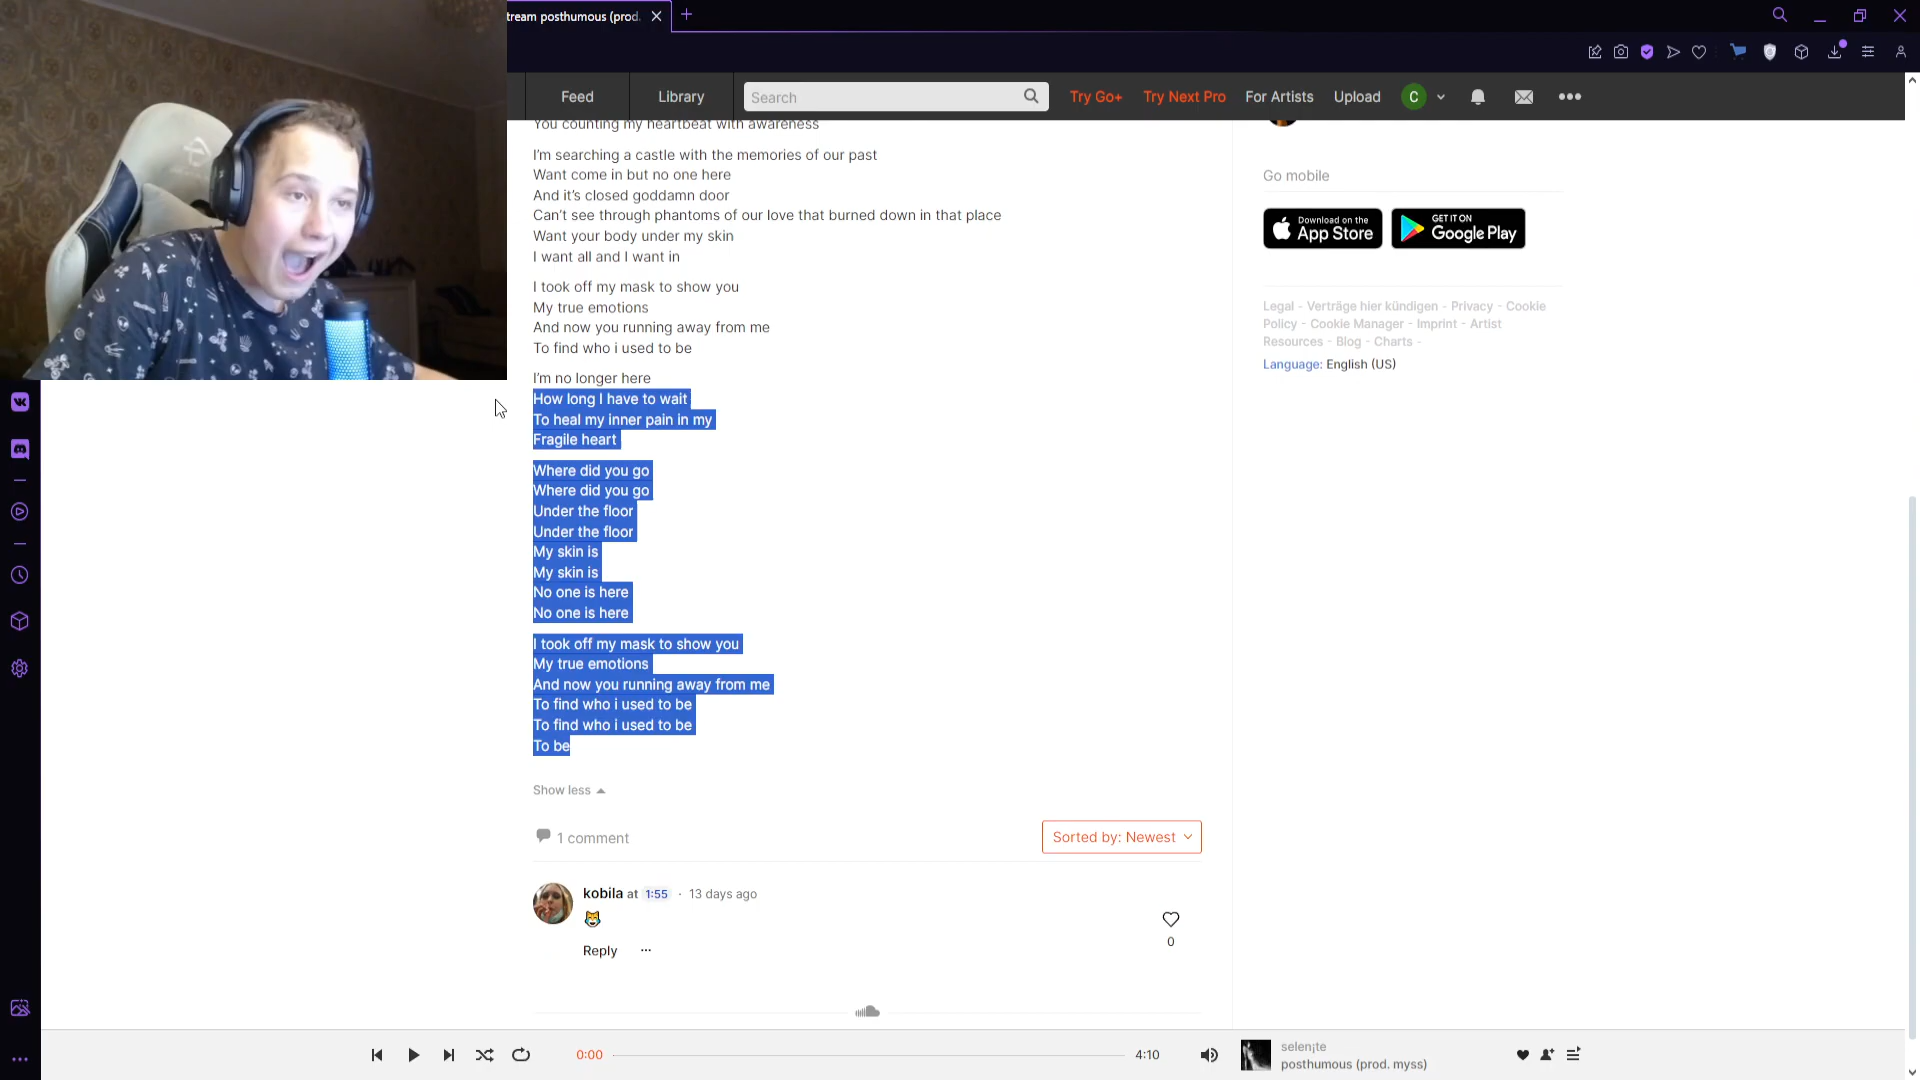 tream posthumous (prod.
Feed
Library
Search
Try Go+
Try Next Pro
For Artists
Upload
C
You counting my heartbeat with awareness
I'm searching a castle with the memories of our past
Want come in but no one here
And it's closed goddamn door
Can't see through phantoms of our love that burned down in that place
Want your body under my skin
I want all and I want in
I took off my mask to show you
My true emotions
And now you running away from me
To find who i used to be
I'm no longer here
How long I have to wait
To heal my inner pain in my
Fragile heart
Where did you go
Where did you go
Under the floor
Under the floor
My skin is
My skin is
No one is here
No one is here
I took off my mask to show you
My true emotions
And now you running away from me
To find who i used to be
To find who i used to be
To be
Show less
1 comment
Sorted by: Newest
kobila at 1:55 · 13 days ago
Reply
0
Go mobile
Download on the
App Store
GET IT ON
Google Play
Legal - Verträge hier kündigen - Privacy - Cookie
Policy - Cookie Manager - Imprint - Artist
Resources - Blog - Charts -
Language: English (US)
0:00
4:10
selen¡te
posthumous (prod. myss)